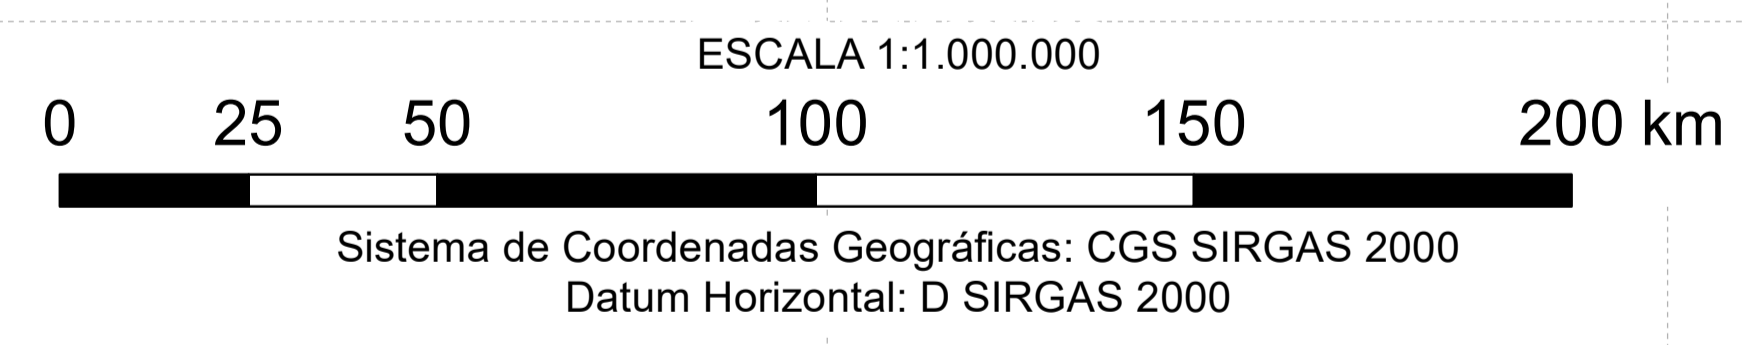 ESCALA 1:1.000.000
0 25 50 100 150 200 km
Sistema de Coordenadas Geográficas: CGS SIRGAS 2000
Datum Horizontal: D SIRGAS 2000